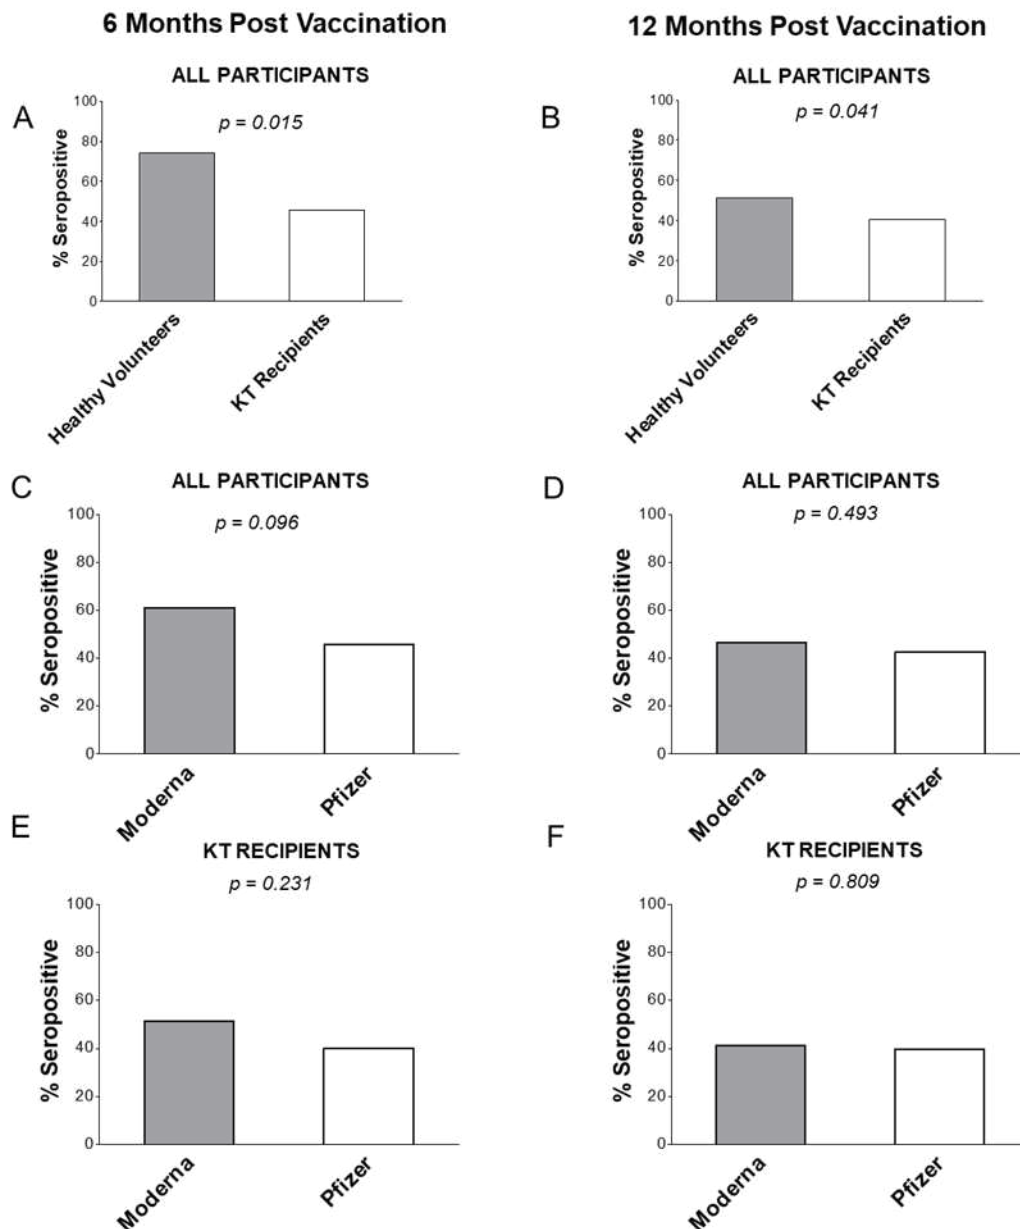 6 Months Post Vaccination
12 Months Post Vaccination
A
ALL PARTICIPANTS
p = 0.015
% Seropositive
100
80
60
40
20
0
Healthy Volunteers
KT Recipients
B
ALL PARTICIPANTS
p = 0.041
% Seropositive
100
80
60
40
20
0
Healthy Volunteers
KT Recipients
C
ALL PARTICIPANTS
p = 0.096
% Seropositive
100
80
60
40
20
0
Moderna
Pfizer
D
ALL PARTICIPANTS
p = 0.493
% Seropositive
100
80
60
40
20
0
Moderna
Pfizer
E
KT RECIPIENTS
p = 0.231
% Seropositive
100
80
60
40
20
0
Moderna
Pfizer
F
KT RECIPIENTS
p = 0.809
% Seropositive
100
80
60
40
20
0
Moderna
Pfizer